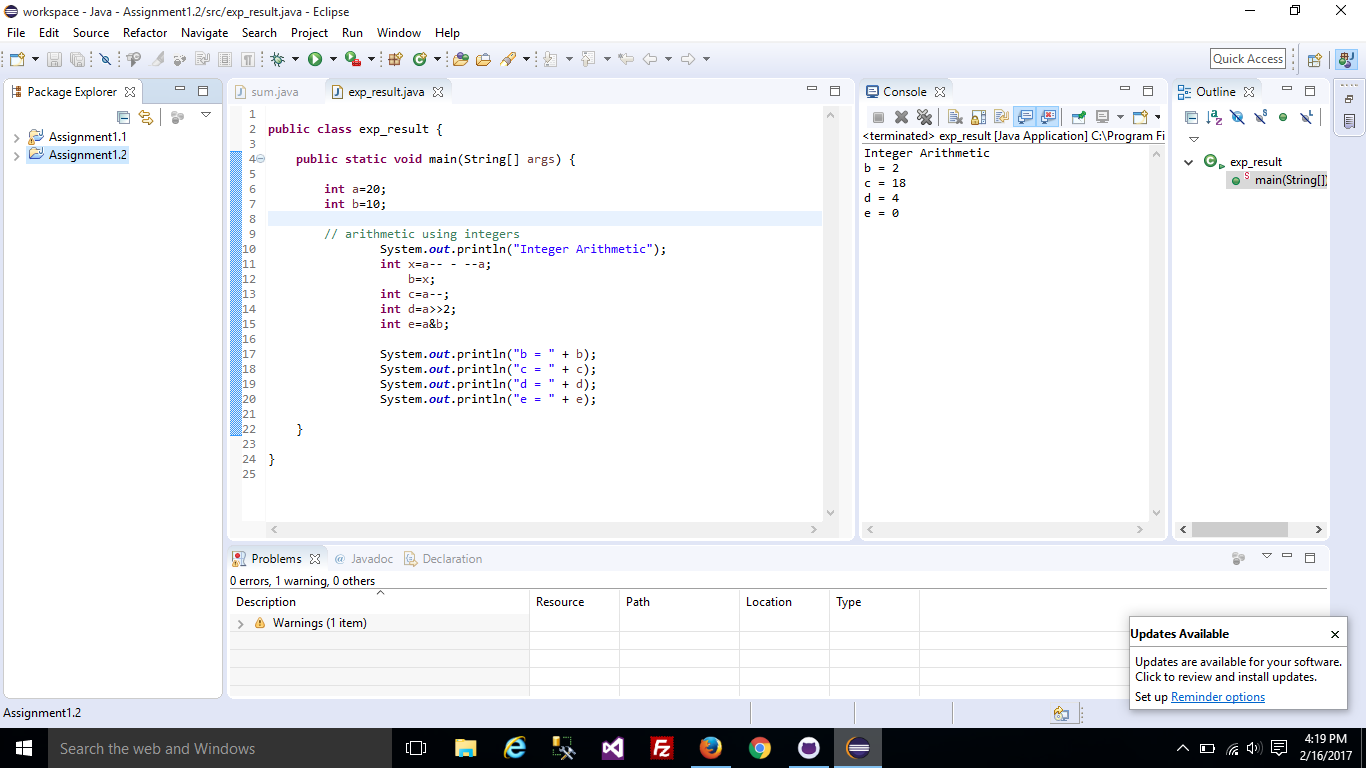 workspace - Java - Assignment1.2/src/exp_result.java - Eclipse
File Edit Source Refactor Navigate Search Project Run Window Help
Quick Access
Package Explorer
Assignment1.1
Assignment1.2
sum.java
exp_result.java
1
2 public class exp_result {
3
4 public static void main(String[] args) {
5
6 int a=20;
7 int b=10;
8
9 // arithmetic using integers
10 System.out.println("Integer Arithmetic");
11 int x=a-- - --a;
12 b=x;
13 int c=a--;
14 int d=a>>2;
15 int e=a&b;
16
17 System.out.println("b = " + b);
18 System.out.println("c = " + c);
19 System.out.println("d = " + d);
20 System.out.println("e = " + e);
21
22 }
23
24 }
25
Console
<terminated> exp_result [Java Application] C:\Program Fi
Integer Arithmetic
b = 2
c = 18
d = 4
e = 0
Outline
exp_result
main(String[])
Problems
@ Javadoc
Declaration
0 errors, 1 warning, 0 others
Description Resource Path Location Type
Warnings (1 item)
Updates Available
Updates are available for your software.
Click to review and install updates.
Set up Reminder options
Assignment1.2
Search the web and Windows
4:19 PM
2/16/2017